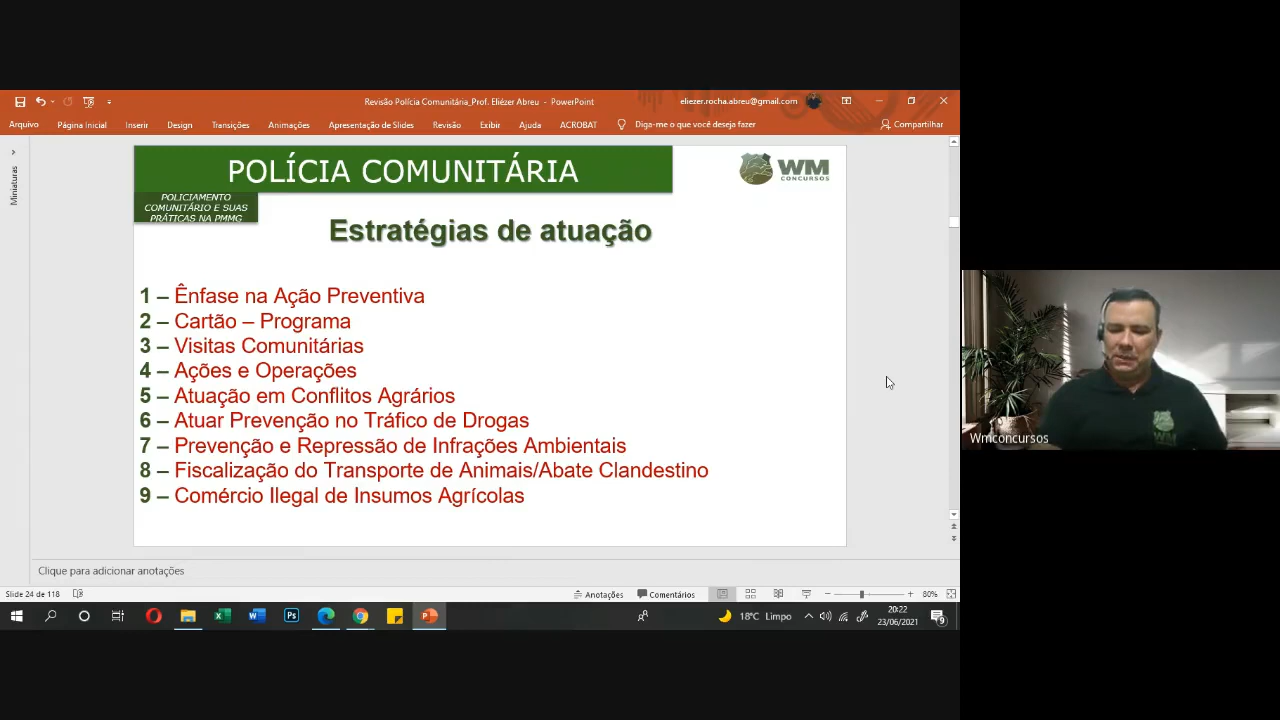 Revisão Polícia Comunitária_Prof. Eliézer Abreu - PowerPoint
eliezer.rocha.abreu@gmail.com
Arquivo
Página Inicial
Inserir
Design
Transições
Animações
Apresentação de Slides
Revisão
Exibir
Ajuda
ACROBAT
Diga-me o que você deseja fazer
Compartilhar
Miniaturas
POLÍCIA COMUNITÁRIA
WM
CONCURSOS
POLICIAMENTO
COMUNITÁRIO E SUAS
PRÁTICAS NA PMMG
Estratégias de atuação
1 – Ênfase na Ação Preventiva
2 – Cartão – Programa
3 – Visitas Comunitárias
4 – Ações e Operações
5 – Atuação em Conflitos Agrários
6 – Atuar Prevenção no Tráfico de Drogas
7 – Prevenção e Repressão de Infrações Ambientais
8 – Fiscalização do Transporte de Animais/Abate Clandestino
9 – Comércio Ilegal de Insumos Agrícolas
WM
Wmconcursos
Clique para adicionar anotações
Slide 24 de 118
Anotações
Comentários
80%
Ps
18°C Limpo
20:22
23/06/2021
9